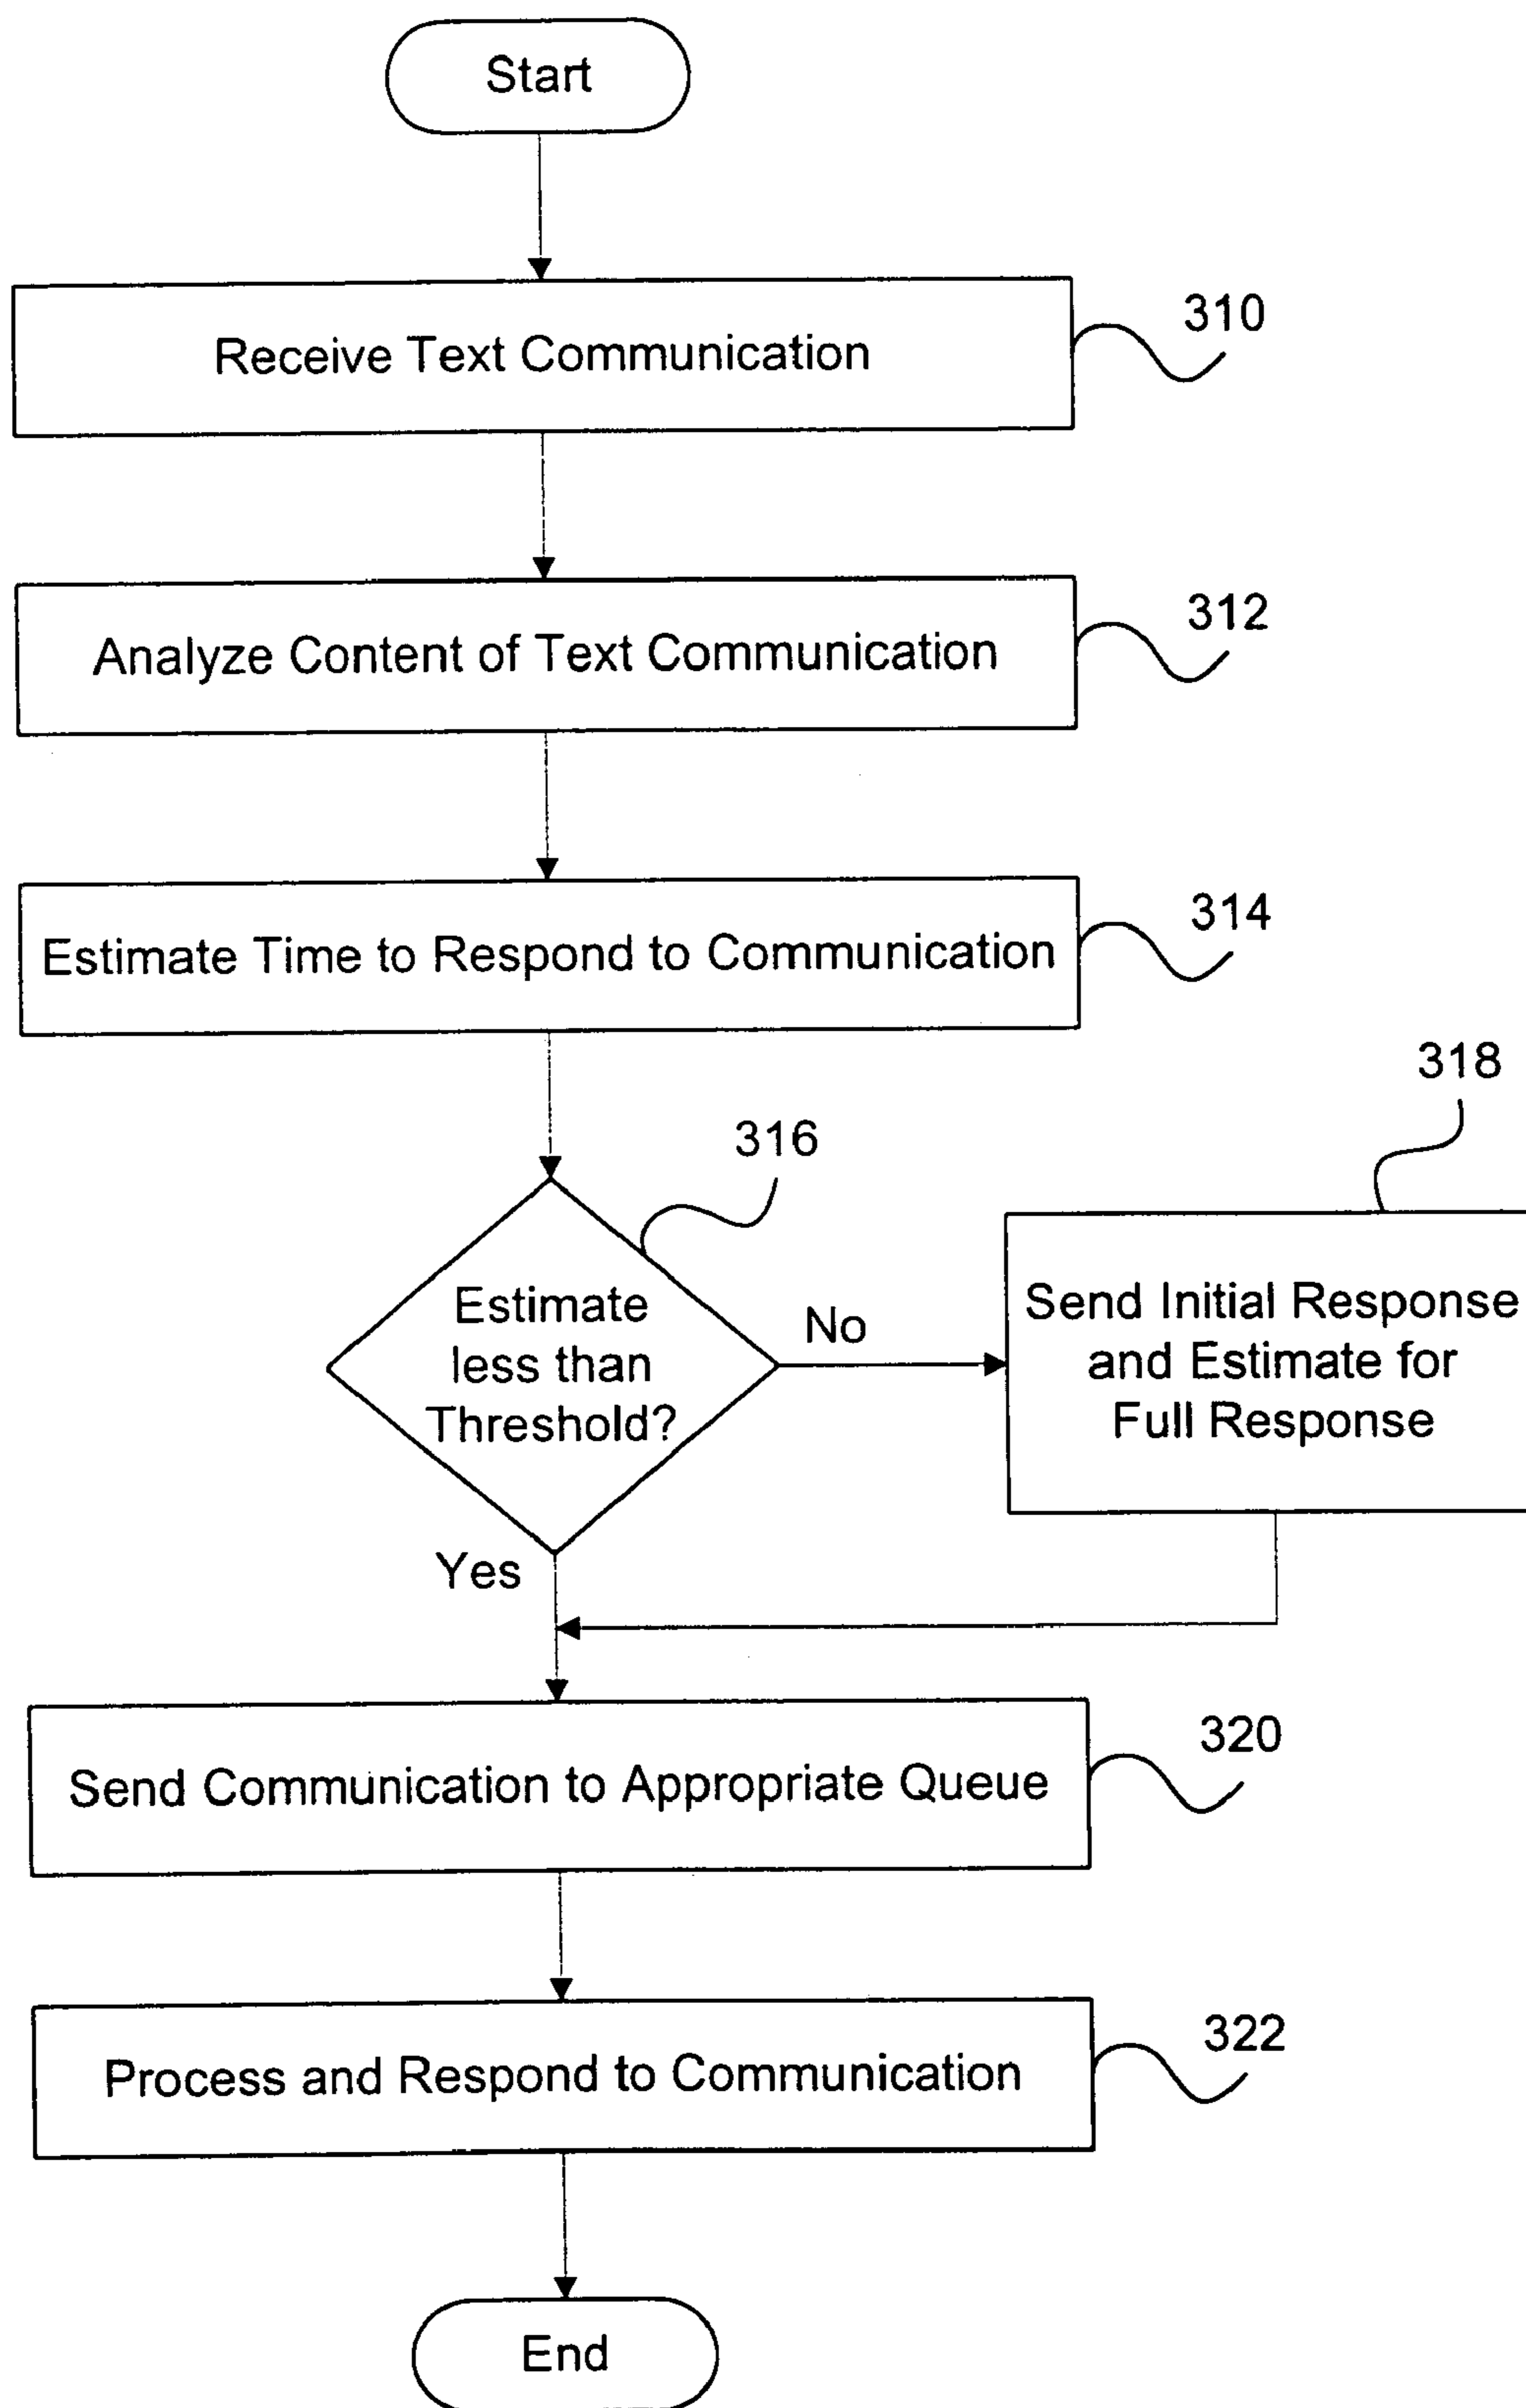 Start
Receive Text Communication
310
Analyze Content of Text Communication
312
Estimate Time to Respond to Communication
314
318
316
Estimate
less than
Threshold?
No
Send Initial Response
and Estimate for
Full Response
Yes
Send Communication to Appropriate Queue
320
Process and Respond to Communication
322
End